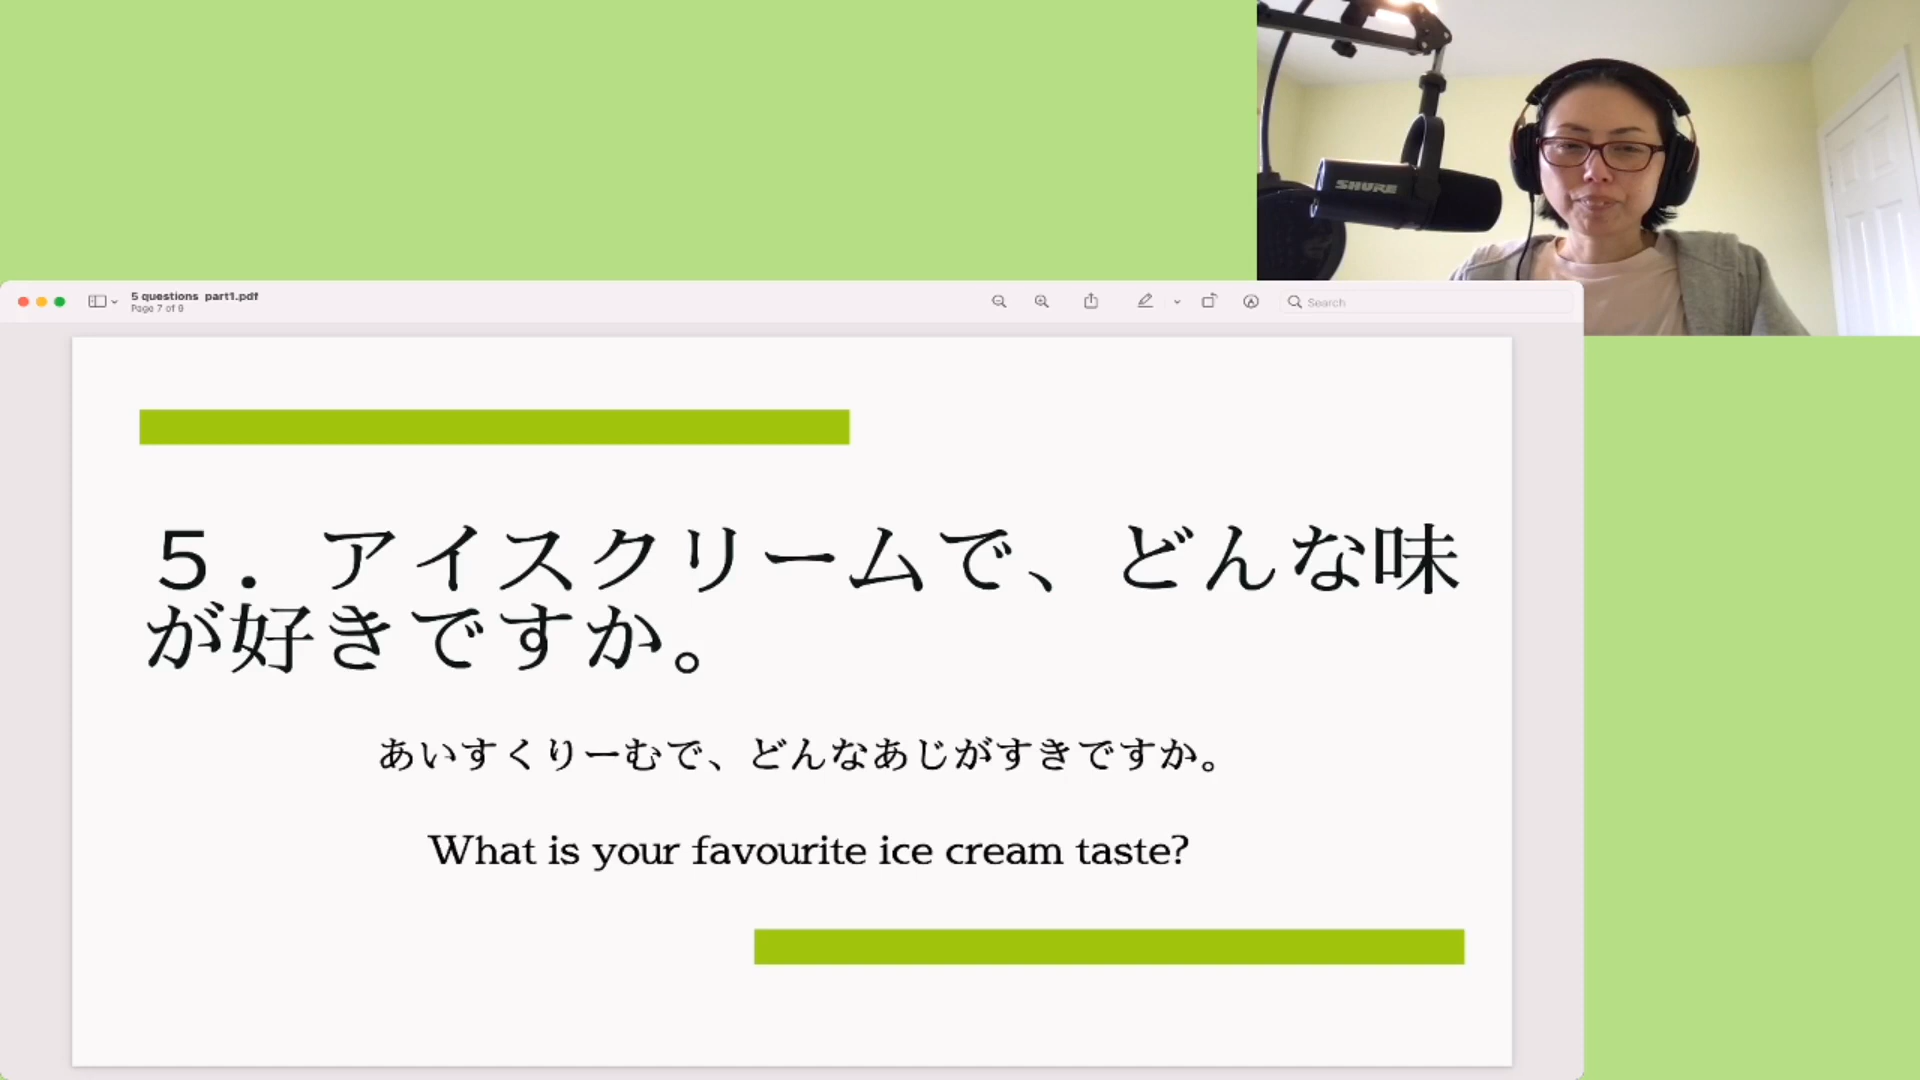 SHURE
5 questions part1.pdf
Page 7 of 9
Search
５．アイスクリームで、どんな味
が好きですか。
あいすくりーむで、どんなあじがすきですか。
What is your favourite ice cream taste?